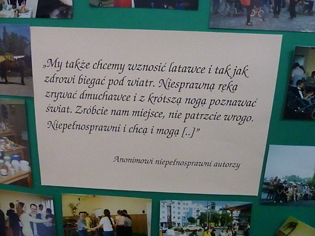 „My także chcemy wznosić latawce i tak jak
zdrowi biegać pod wiatr. Niesprawną ręką
zrywać dmuchawce i z krótszą nogą poznawać
świat. Zróbcie nam miejsce, nie patrzcie wrogo.
Niepełnosprawni i chcą i mogą [..]"
Anonimowi niepełnosprawni autorzy